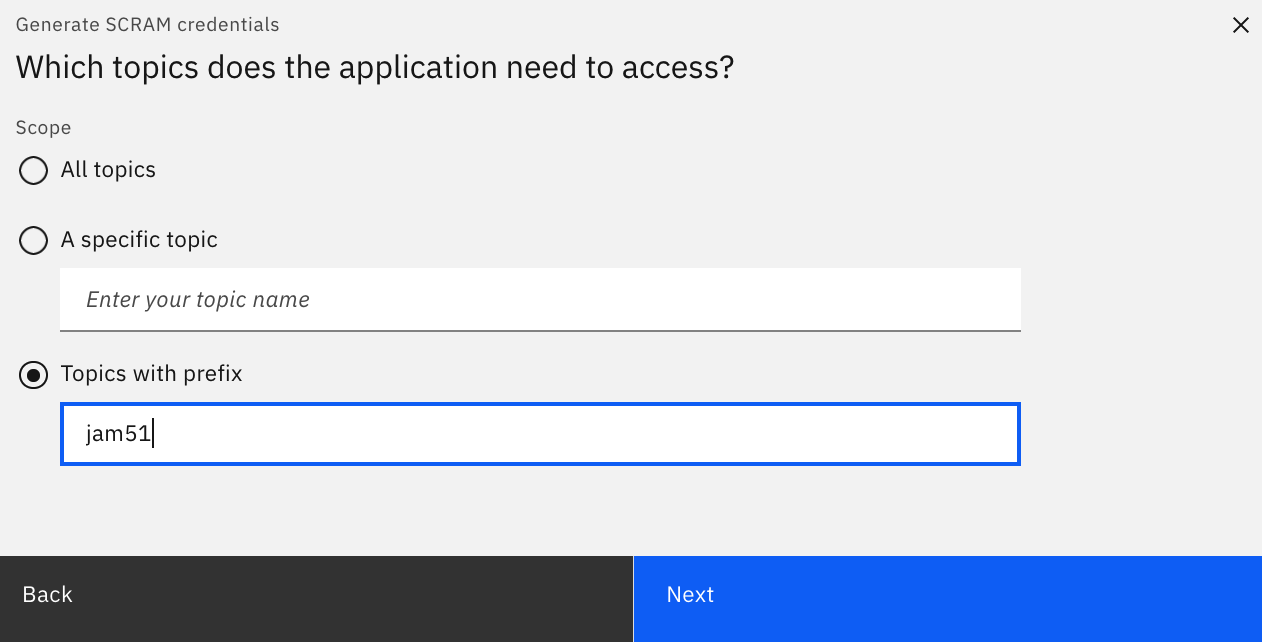 Generate SCRAM credentials
Which topics does the application need to access?
Scope
All topics
A specific topic
Enter your topic name
Topics with prefix
jam51
Back
Next